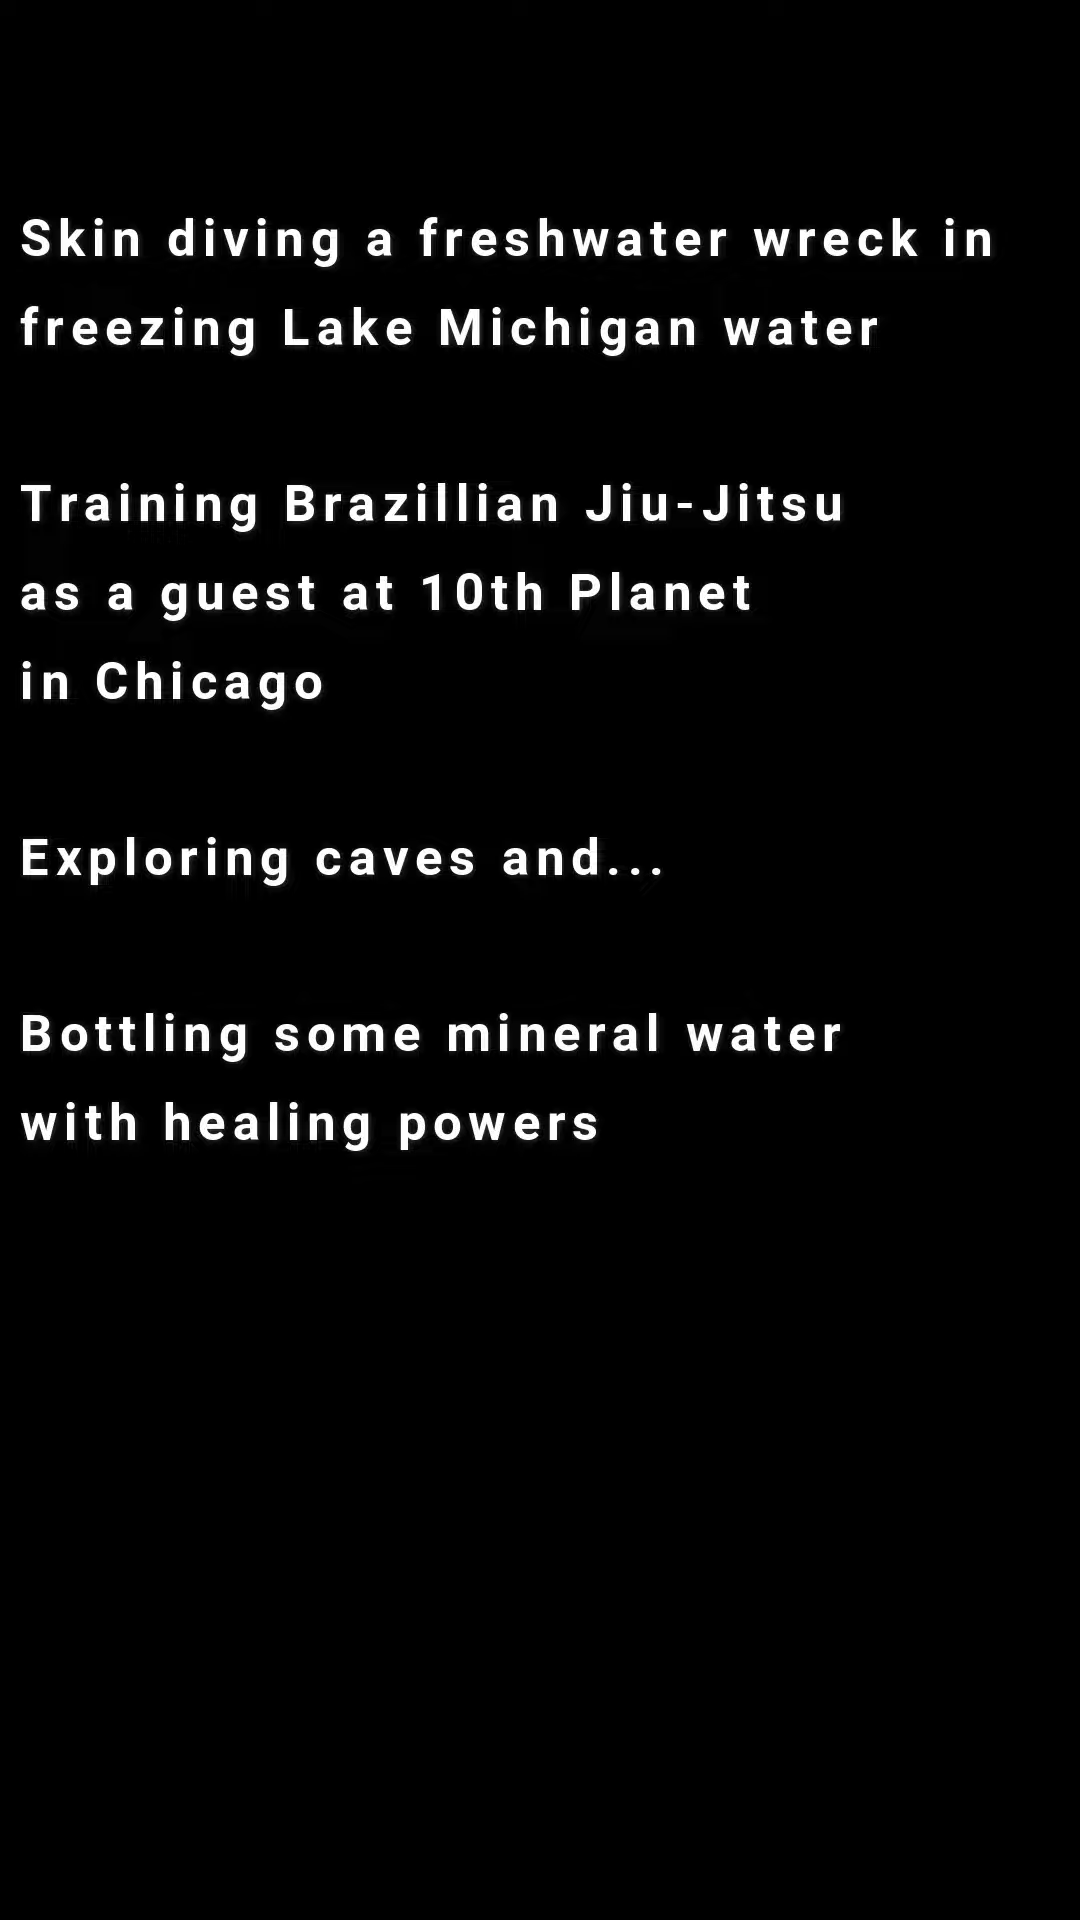 Skin diving a freshwater wreck in
freezing Lake Michigan water
Training Brazillian Jiu-Jitsu
as a guest at 10th Planet
in Chicago
Exploring caves and...
Bottling some mineral water
with healing powers